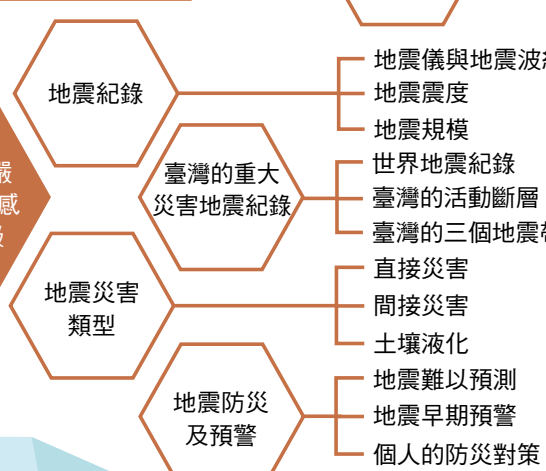 嚴
感
地震紀錄
地震儀與地震波
地震震度
地震規模
臺灣的重大
災害地震紀錄
世界地震紀錄
臺灣的活動斷層
臺灣的三個地震
地震災害
類型
直接災害
間接災害
土壤液化
地震防災
及預警
地震難以預測
地震早期預警
個人的防災對策